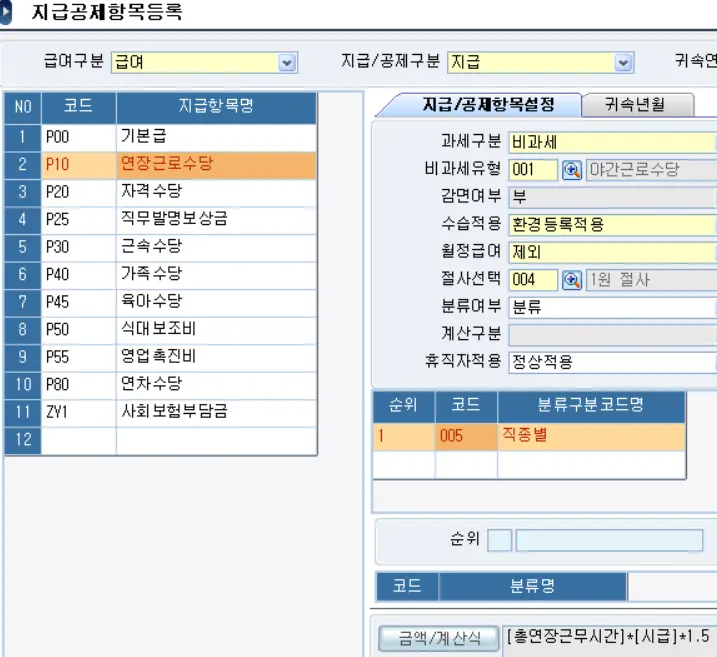 지급공제항목등록
급여구분 급여 지급/공제구분 지급 귀속연
NO 코드 지급항목명
1 P00 기본급
2 P10 연장근로수당
3 P20 자격수당
4 P25 직무발명보상금
5 P30 근속수당
6 P40 가족수당
7 P45 육아수당
8 P50 식대보조비
9 P55 영업촉진비
10 P80 연차수당
11 ZY1 사회보험부담금
12
지급/공제항목설정 귀속년월
과세구분 비과세
비과세유형 001 야간근로수당
감면여부 부
수습적용 환경등록적용
월정급여 제외
절사선택 004 1원 절사
분류여부 분류
계산구분
휴직자적용 정상적용
순위 코드 분류구분코드명
1 005 직종별
순위
코드 분류명
금액/계산식 [총연장근무시간]*[시급]*1.5